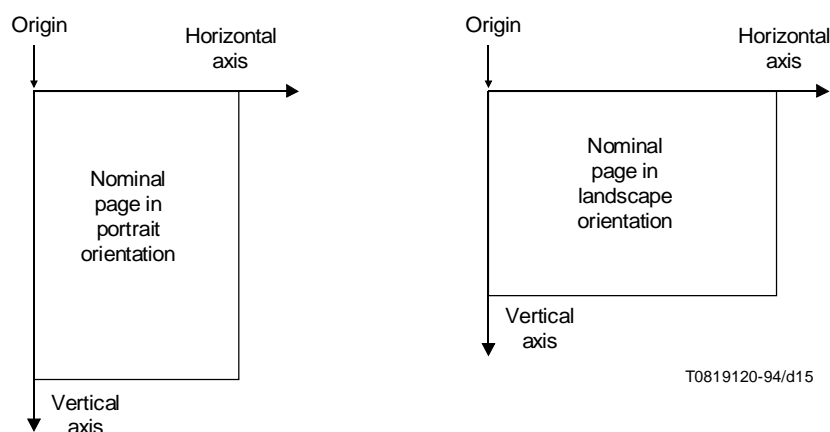 Origin
Horizontal
axis
Nominal
page in
portrait
orientation
Vertical
axis
Origin
Horizontal
axis
Nominal
page in
landscape
orientation
Vertical
axis
T0819120-94/d15